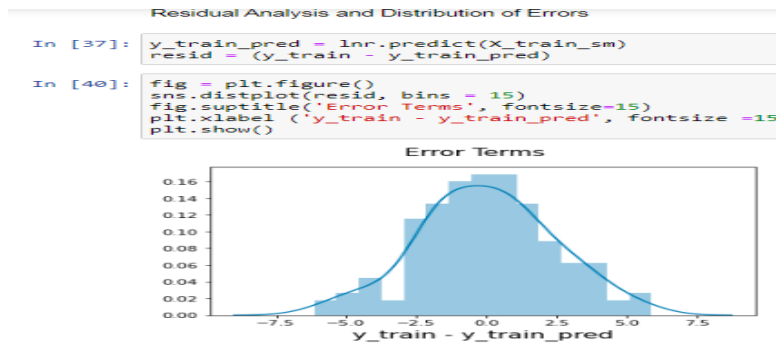 Residual Analysis and Distribution of Errors
In [37]: y_train_pred = lnr.predict(X_train_sm)
resid = (y_train - y_train_pred)
In [40]: fig = plt.figure()
sns.distplot(resid, bins = 15)
fig.suptitle('Error Terms', fontsize=15)
plt.xlabel ('y_train - y_train_pred', fontsize =15
plt.show()
Error Terms
0.16
0.14
0.12
0.10
0.08
0.06
0.04
0.02
0.00
−7.5 −5.0 −2.5 0.0 2.5 5.0 7.5
y_train - y_train_pred